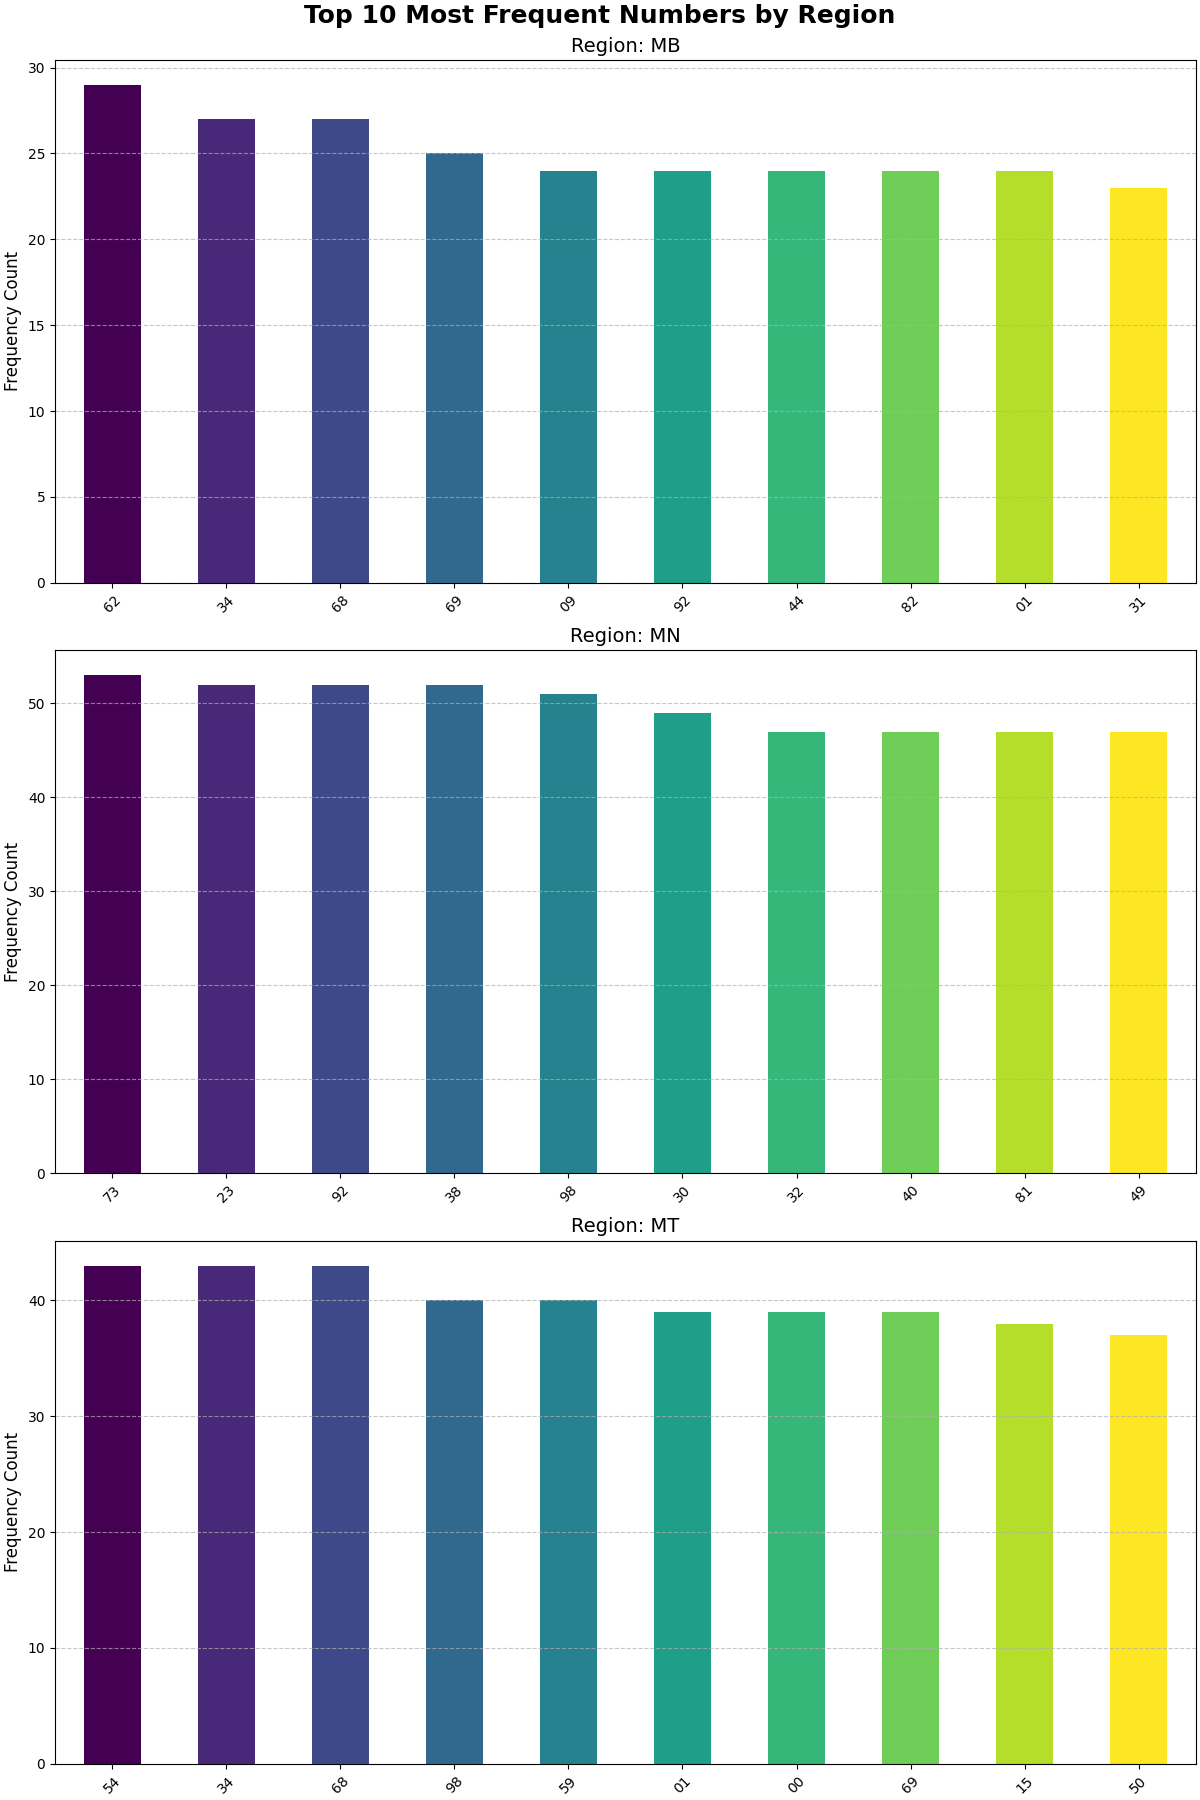 Top 10 Most Frequent Numbers by Region
Region: MB
Frequency Count
30
25
20
15
10
5
0
62 34 68 69 09 92 44 82 01 31
Region: MN
Frequency Count
50
40
30
20
10
0
73 23 92 38 98 30 32 40 81 49
Region: MT
Frequency Count
40
30
20
10
0
54 34 68 98 59 01 00 69 15 50